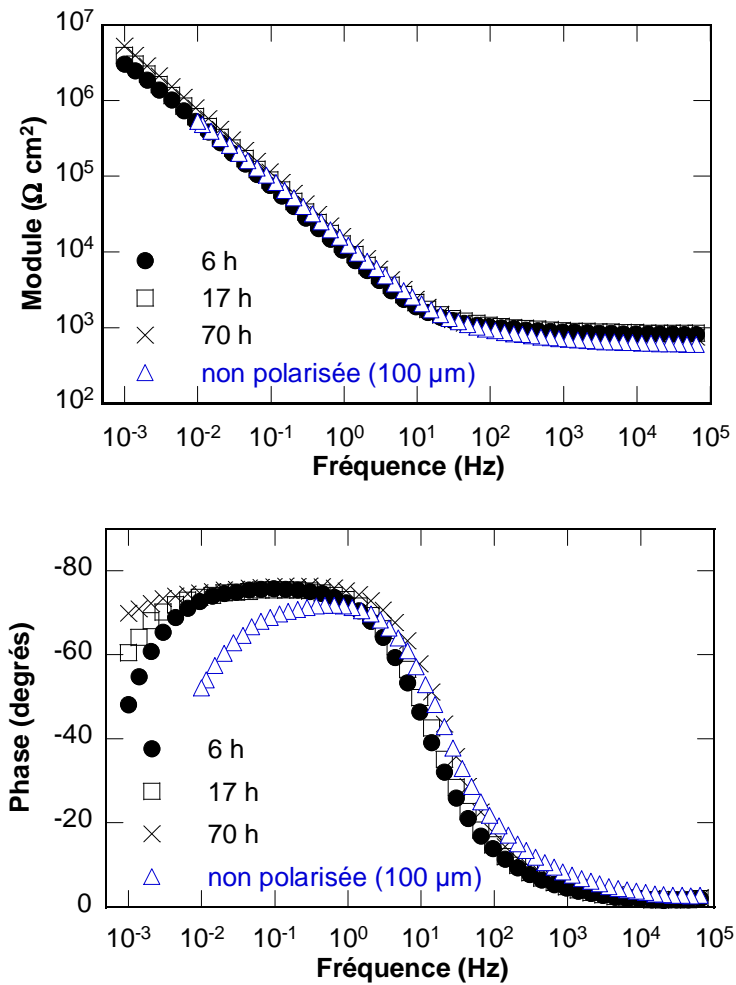 10⁷
10⁶
10⁵
10⁴
10³
10²
Module (Ω cm²)
6 h
17 h
70 h
non polarisée (100 µm)
10⁻³ 10⁻² 10⁻¹ 10⁰ 10¹ 10² 10³ 10⁴ 10⁵
Fréquence (Hz)
-80
-60
-40
-20
0
Phase (degrés)
6 h
17 h
70 h
non polarisée (100 µm)
10⁻³ 10⁻² 10⁻¹ 10⁰ 10¹ 10² 10³ 10⁴ 10⁵
Fréquence (Hz)